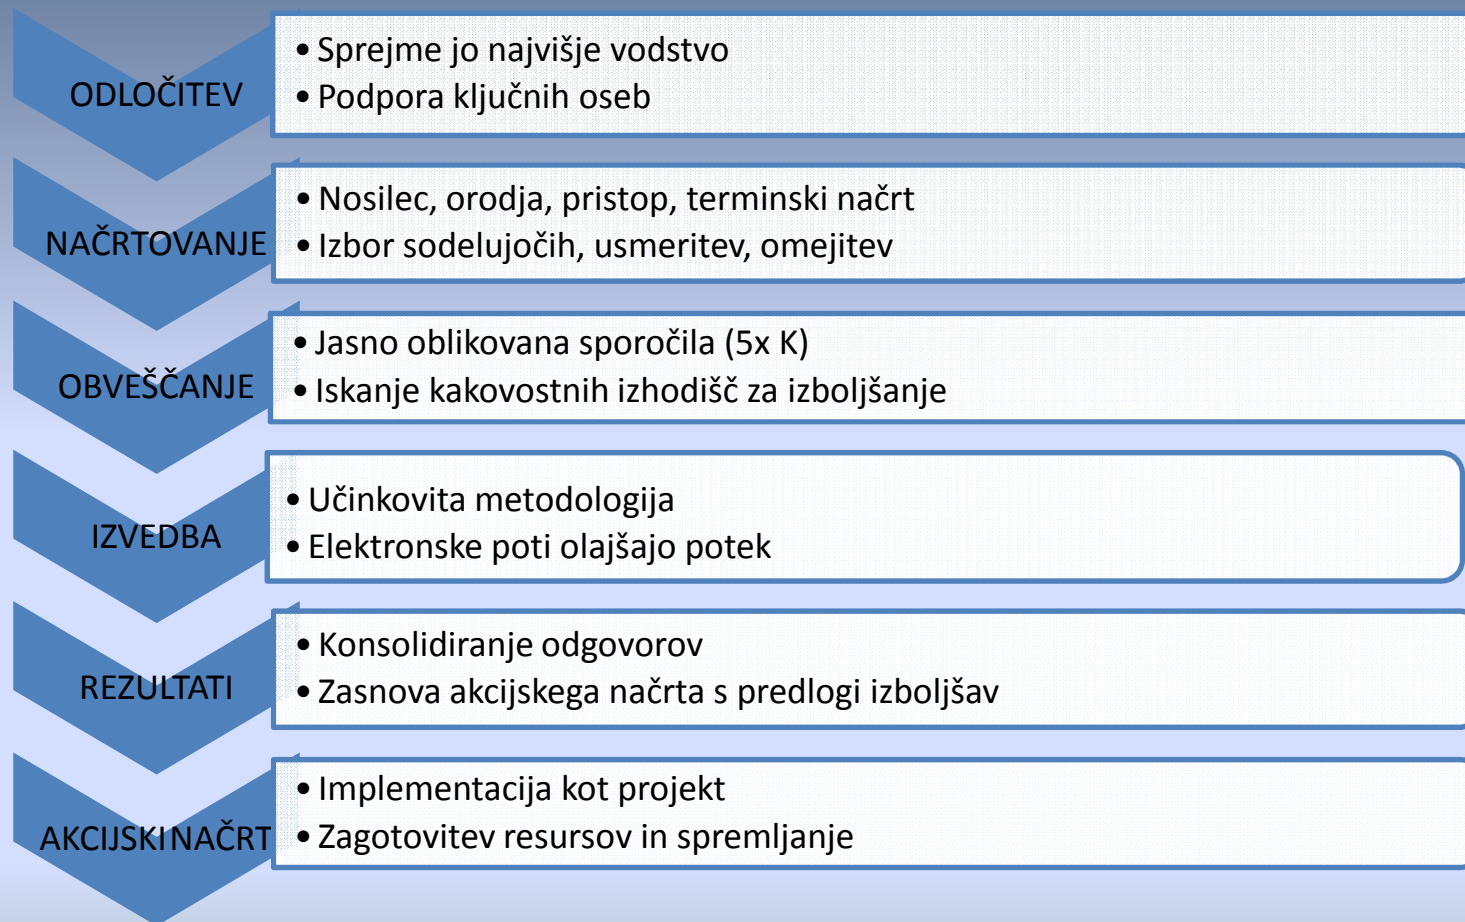 ODLOČITEV
• Sprejme jo najvišje vodstvo
• Podpora ključnih oseb
NAČRTOVANJE
• Nosilec, orodja, pristop, terminski načrt
• Izbor sodelujočih, usmeritev, omejitev
OBVEŠČANJE
• Jasno oblikovana sporočila (5x K)
• Iskanje kakovostnih izhodišč za izboljšanje
IZVEDBA
• Učinkovita metodologija
• Elektronske poti olajšajo potek
REZULTATI
• Konsolidiranje odgovorov
• Zasnova akcijskega načrta s predlogi izboljšav
AKCIJSKI NAČRT
• Implementacija kot projekt
• Zagotovitev resursov in spremljanje